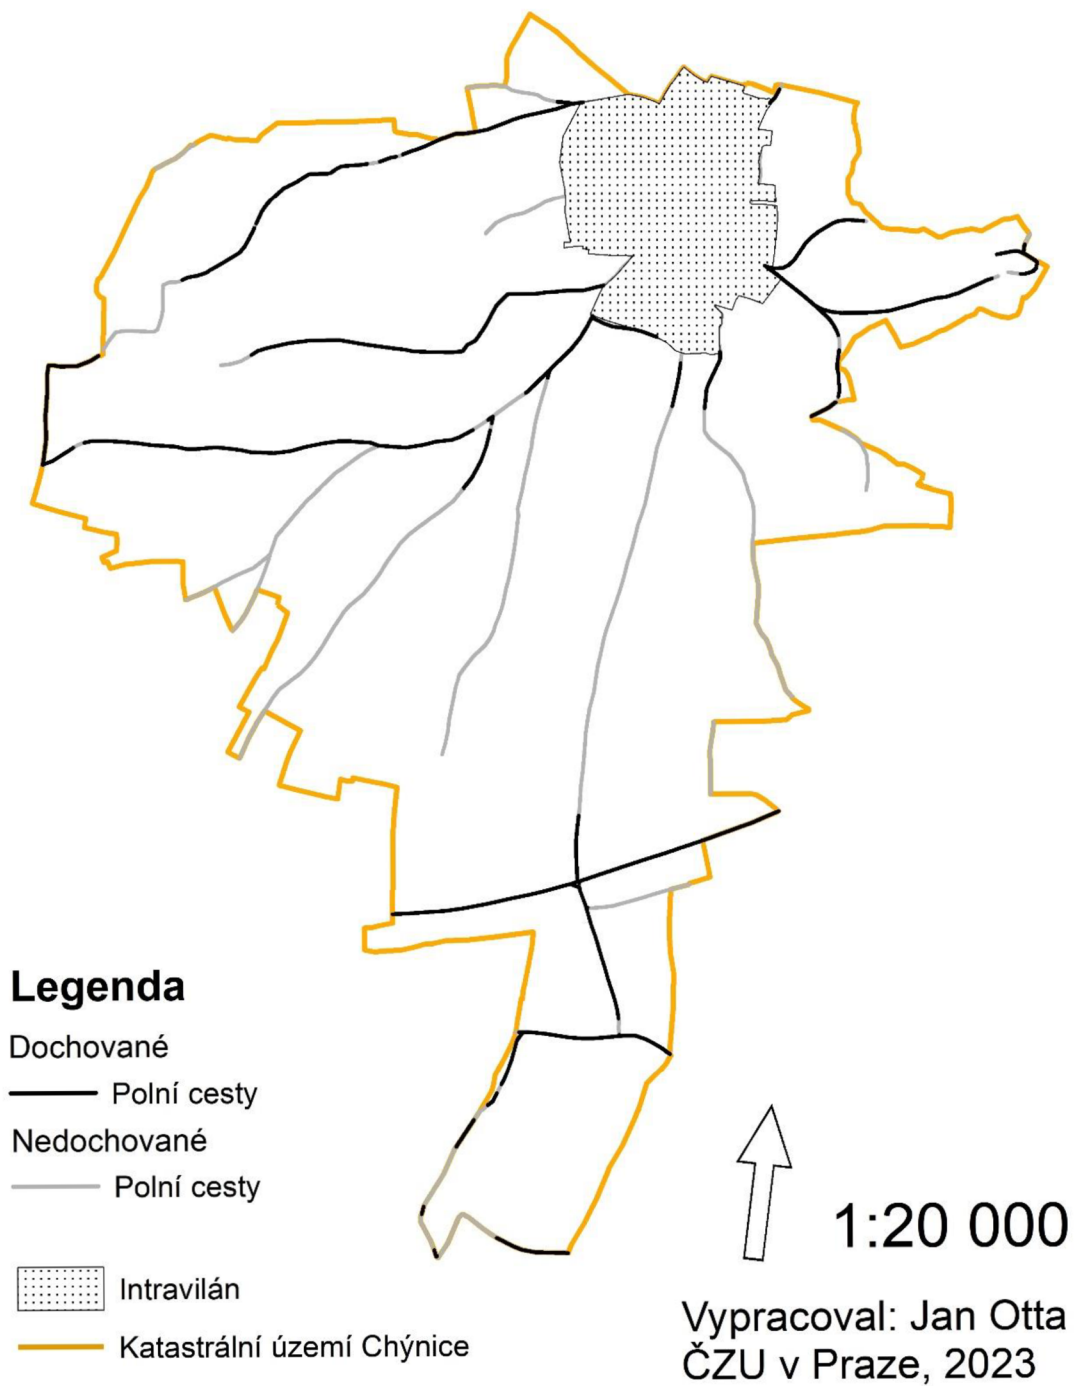 Legenda
Dochované
Polní cesty
Nedochované
Polní cesty
Intravilán
Katastrální území Chýnice
1:20 000
Vypracoval: Jan Otta
ČZU v Praze, 2023